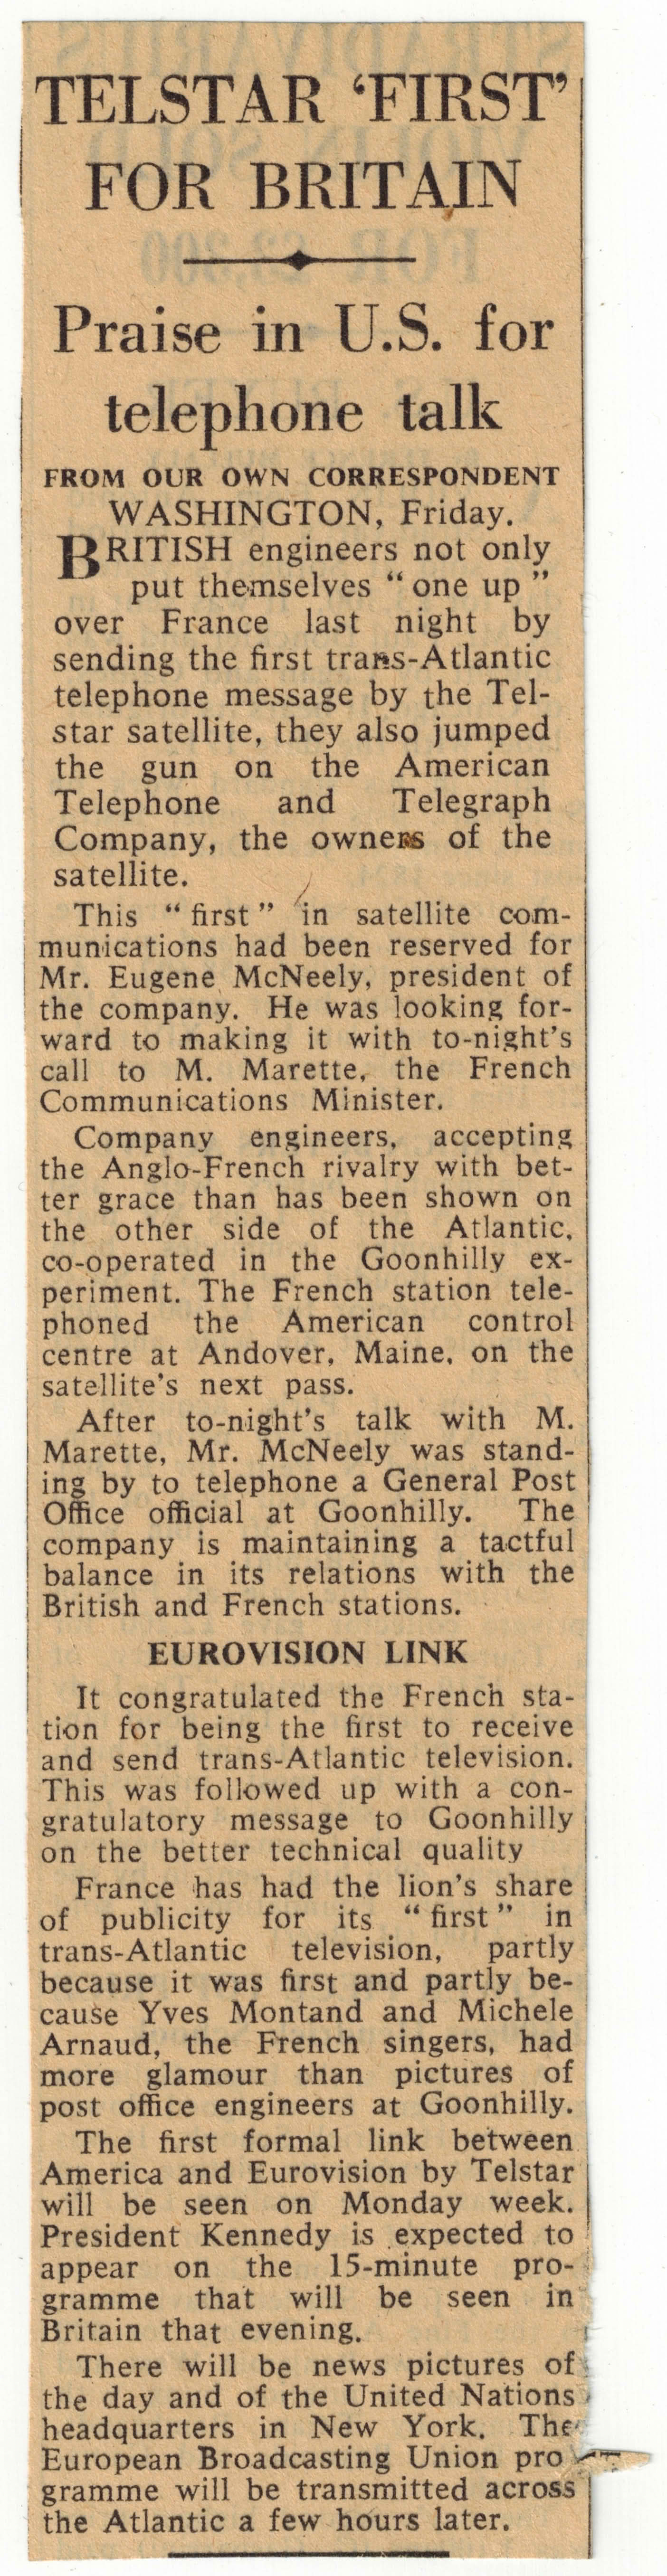 TELSTAR ‘FIRST’
FOR BRITAIN
Praise in U.S. for
telephone talk
FROM OUR OWN CORRESPONDENT
WASHINGTON, Friday.
BRITISH engineers not only
put themselves “one up”
over France last night by
sending the first trans-Atlantic
telephone message by the Tel-
star satellite, they also jumped
the gun on the American
Telephone and Telegraph
Company, the owners of the
satellite.
This “first” in satellite com-
munications had been reserved for
Mr. Eugene McNeely, president of
the company. He was looking for-
ward to making it with to-night's
call to M. Marette, the French
Communications Minister.
Company engineers, accepting
the Anglo-French rivalry with bet-
ter grace than has been shown on
the other side of the Atlantic,
co-operated in the Goonhilly ex-
periment. The French station tele-
phoned the American control
centre at Andover, Maine, on the
satellite's next pass.
After to-night's talk with M.
Marette, Mr. McNeely was stand-
ing by to telephone a General Post
Office official at Goonhilly. The
company is maintaining a tactful
balance in its relations with the
British and French stations.
EUROVISION LINK
It congratulated the French sta-
tion for being the first to receive
and send trans-Atlantic television.
This was followed up with a con-
gratulatory message to Goonhilly
on the better technical quality
France has had the lion's share
of publicity for its “first” in
trans-Atlantic television, partly
because it was first and partly be-
cause Yves Montand and Michele
Arnaud, the French singers, had
more glamour than pictures of
post office engineers at Goonhilly.
The first formal link between
America and Eurovision by Telstar
will be seen on Monday week.
President Kennedy is expected to
appear on the 15-minute pro-
gramme that will be seen in
Britain that evening.
There will be news pictures of
the day and of the United Nations
headquarters in New York. The
European Broadcasting Union pro
gramme will be transmitted across
the Atlantic a few hours later.